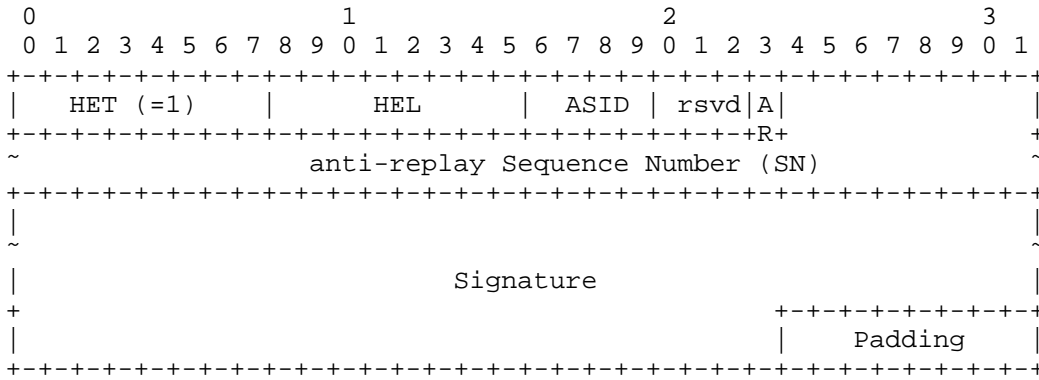 0                   1                   2                   3
 0 1 2 3 4 5 6 7 8 9 0 1 2 3 4 5 6 7 8 9 0 1 2 3 4 5 6 7 8 9 0 1
+-+-+-+-+-+-+-+-+-+-+-+-+-+-+-+-+-+-+-+-+-+-+-+-+-+-+-+-+-+-+-+-+
|   HET (=1)    |      HEL      |  ASID | rsvd|A|               |
+-+-+-+-+-+-+-+-+-+-+-+-+-+-+-+-+-+-+-+-+-+-+-+R+               +
~                  anti-replay Sequence Number (SN)             ~
+-+-+-+-+-+-+-+-+-+-+-+-+-+-+-+-+-+-+-+-+-+-+-+-+-+-+-+-+-+-+-+-+
|                                                               |
~                                                               ~
|                           Signature                           |
+                                               +-+-+-+-+-+-+-+-+
|                                               |    Padding    |
+-+-+-+-+-+-+-+-+-+-+-+-+-+-+-+-+-+-+-+-+-+-+-+-+-+-+-+-+-+-+-+-+